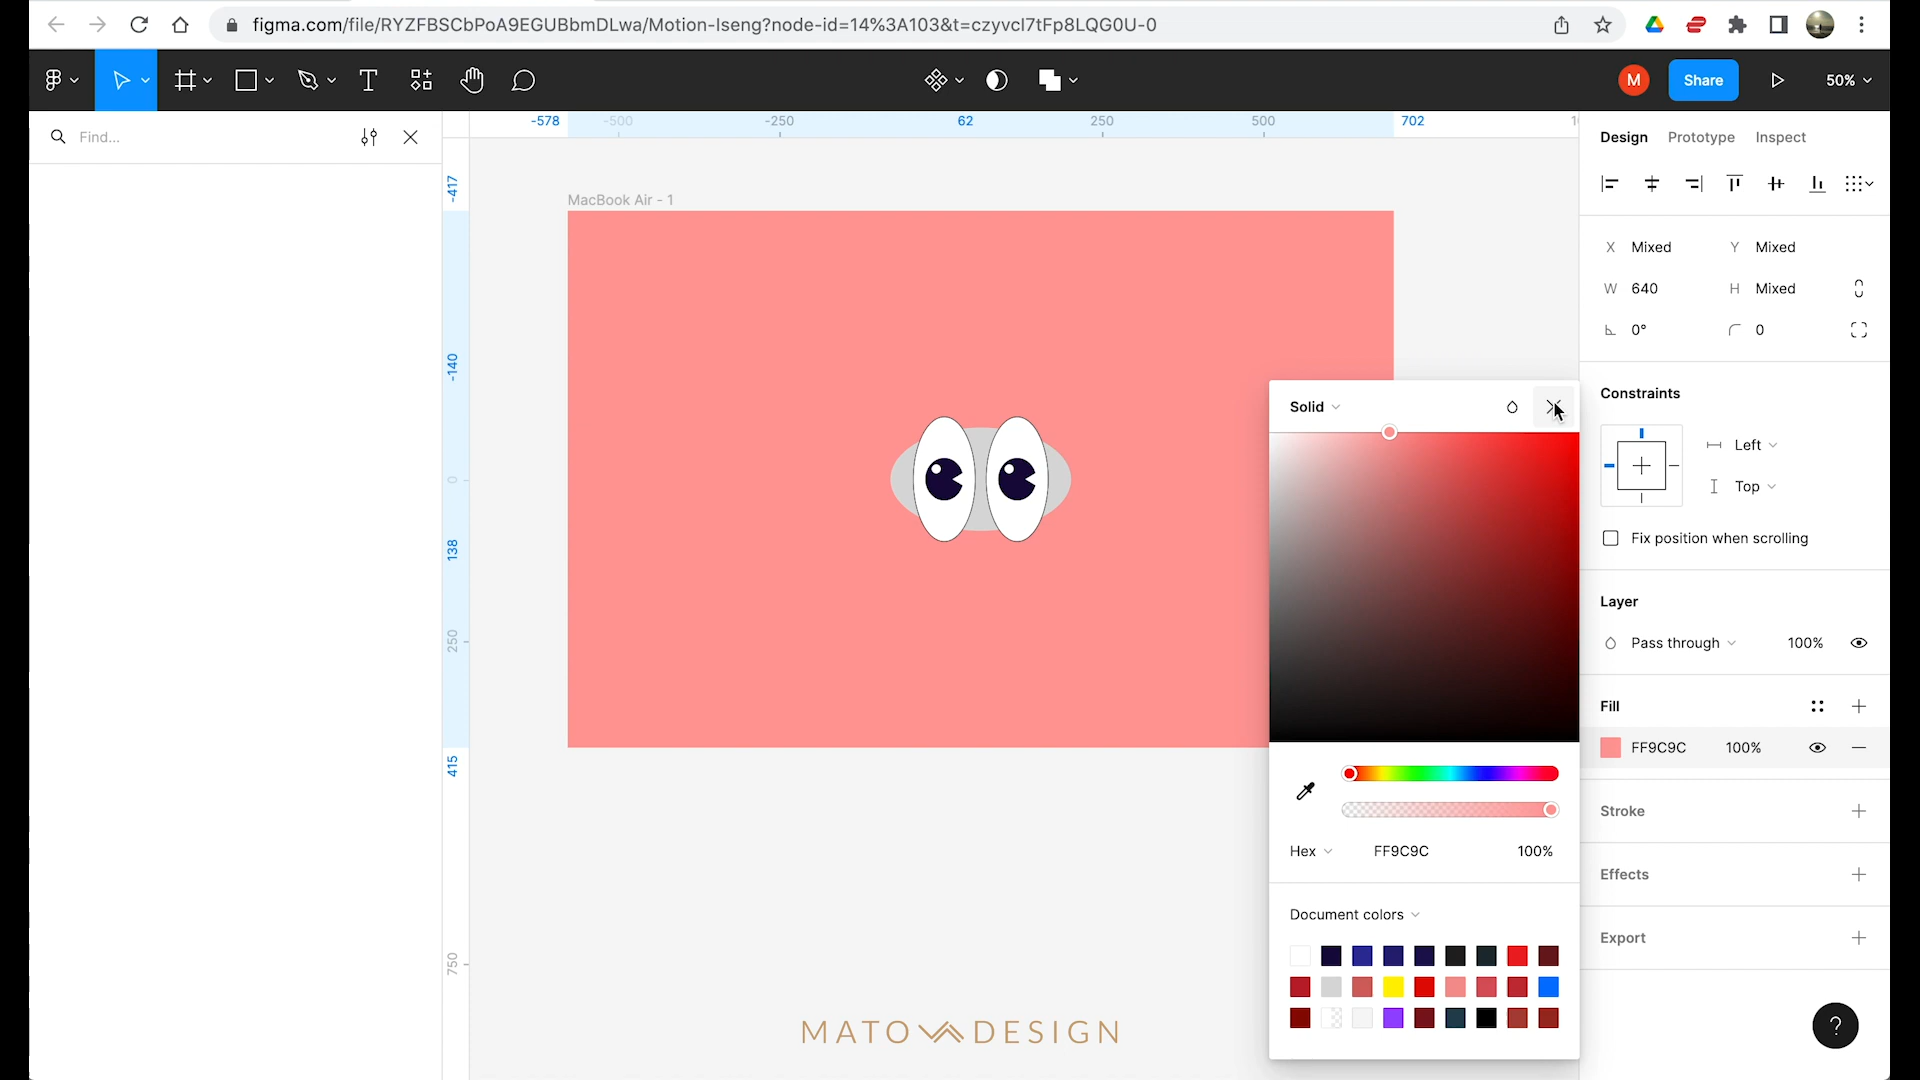 figma.com/file/RYZFBSCbPoA9EGUBbmDLwa/Motion-Iseng?node-id=14%3A103&t=czyvcI7tFp8LQG0U-0
M
Share
50%
Find...
-578
-500
-250
62
250
500
702
Design
Prototype
Inspect
-417
-140
0
138
250
415
750
MacBook Air - 1
X Mixed
Y Mixed
W 640
H Mixed
0°
0
Constraints
Left
Top
Fix position when scrolling
Layer
Pass through
100%
Fill
FF9C9C
100%
Stroke
Effects
Export
Solid
Hex
FF9C9C
100%
Document colors
MATO DESIGN
?